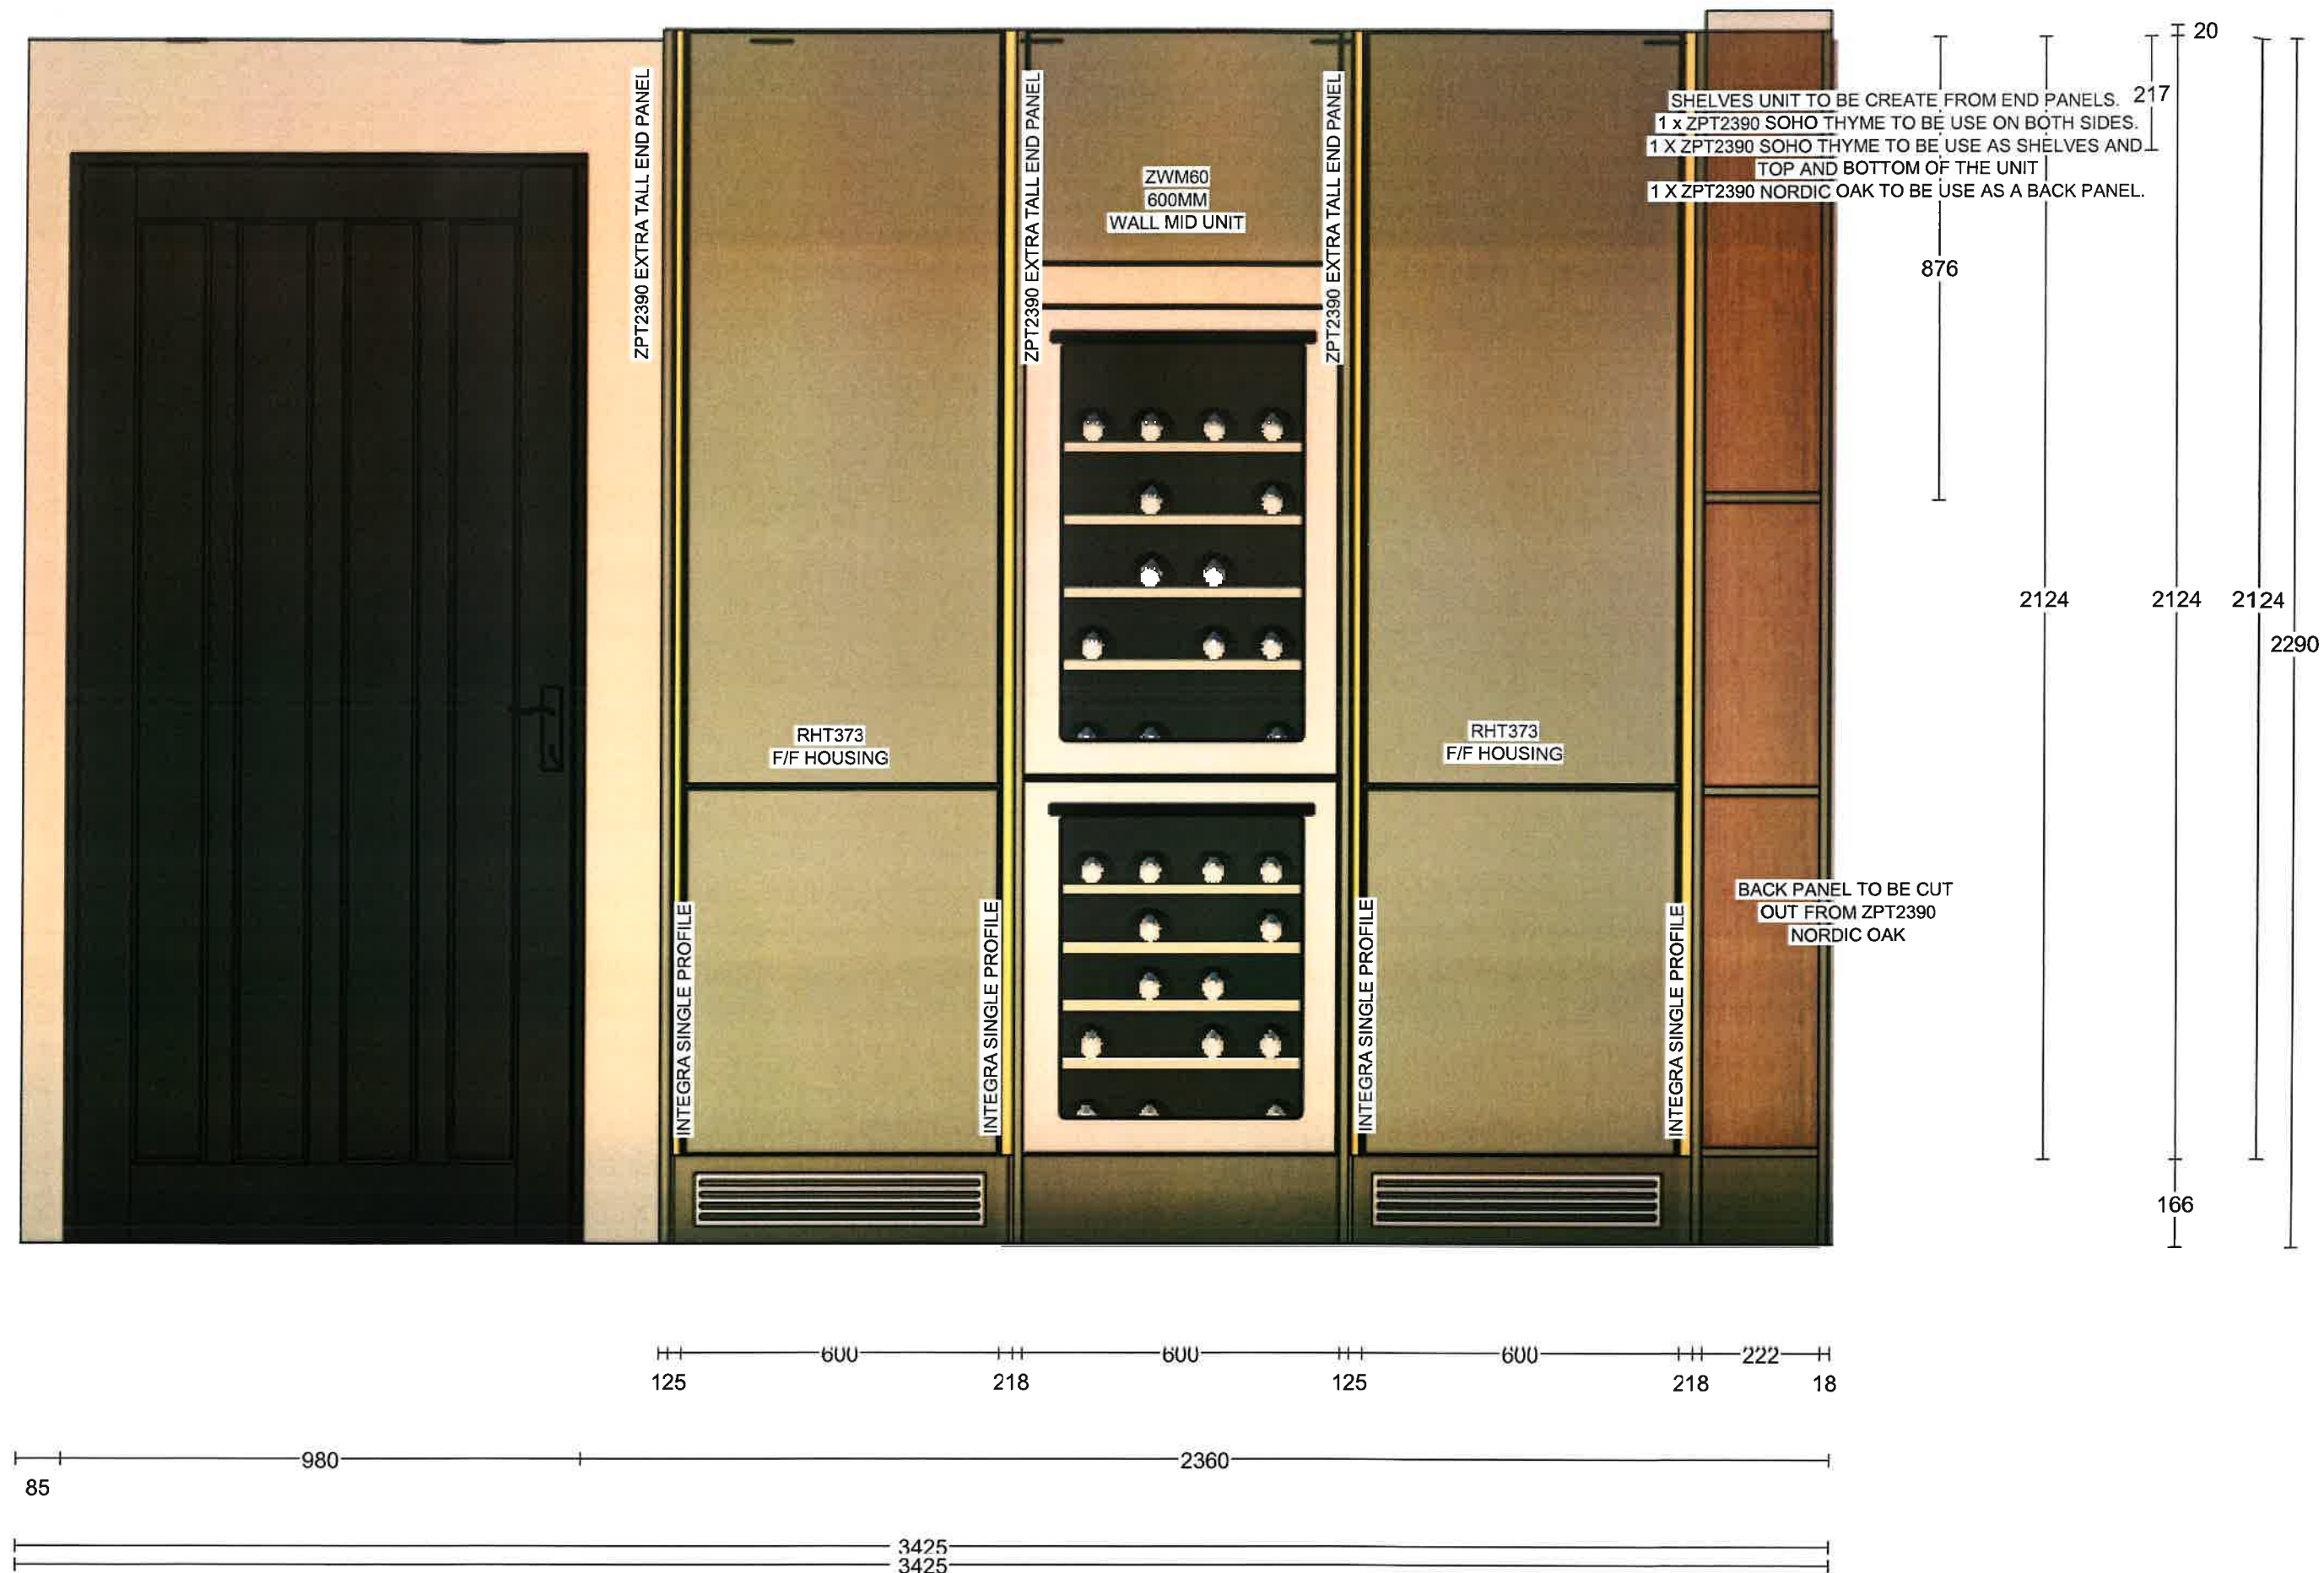 20
SHELVES UNIT TO BE CREATE FROM END PANELS.
217
1 x ZPT2390 SOHO THYME TO BE USE ON BOTH SIDES.
1 X ZPT2390 SOHO THYME TO BE USE AS SHELVES AND
TOP AND BOTTOM OF THE UNIT
1 X ZPT2390 NORDIC OAK TO BE USE AS A BACK PANEL.
ZPT2390 EXTRA TALL END PANEL
ZPT2390 EXTRA TALL END PANEL
ZPT2390 EXTRA TALL END PANEL
ZWM60
600MM
WALL MID UNIT
876
2124
2124
2124
2290
RHT373
F/F HOUSING
RHT373
F/F HOUSING
BACK PANEL TO BE CUT
OUT FROM ZPT2390
NORDIC OAK
INTEGRA SINGLE PROFILE
INTEGRA SINGLE PROFILE
INTEGRA SINGLE PROFILE
INTEGRA SINGLE PROFILE
166
600
600
600
222
125
218
125
218
18
980
2360
85
3425
3425